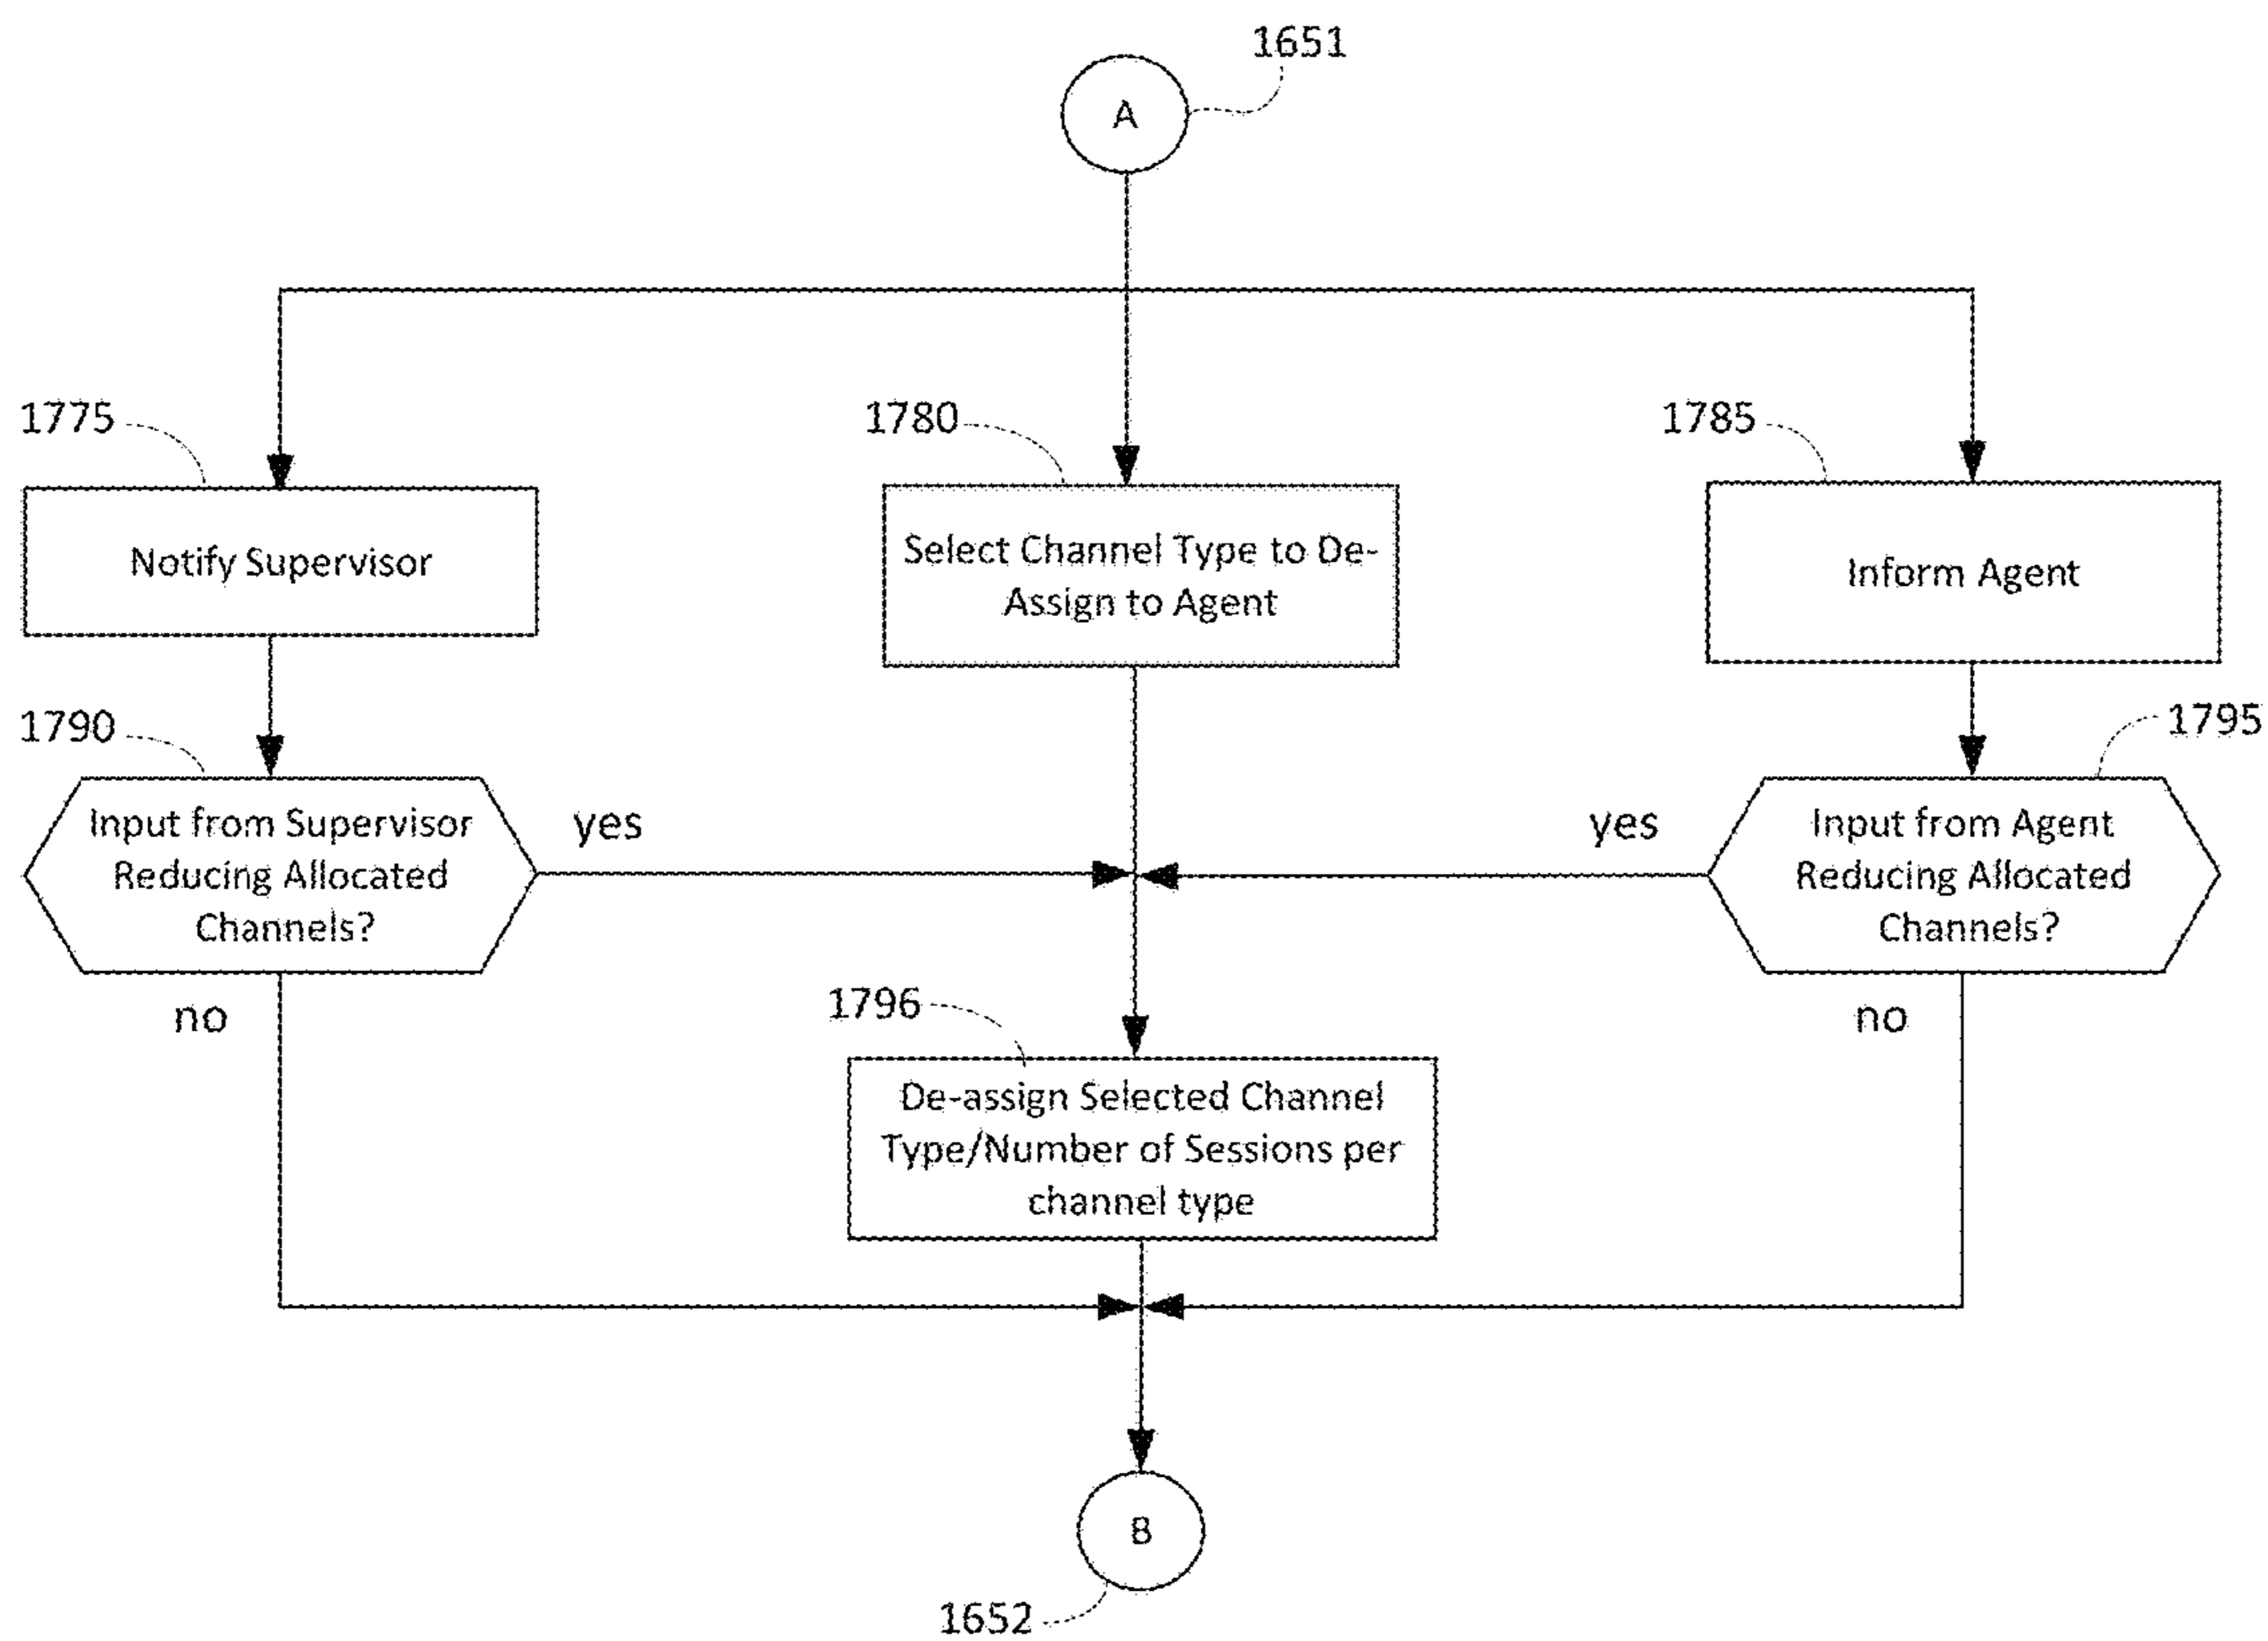 1651
A
1775
1780
1785
Notify Supervisor
Select Channel Type to De-
Assign to Agent
Inform Agent
1790
1795
Input from Supervisor
Reducing Allocated
Channels?
yes
yes
Input from Agent
Reducing Allocated
Channels?
no
1796
no
De-assign Selected Channel
Type/Number of Sessions per
channel type
B
1652